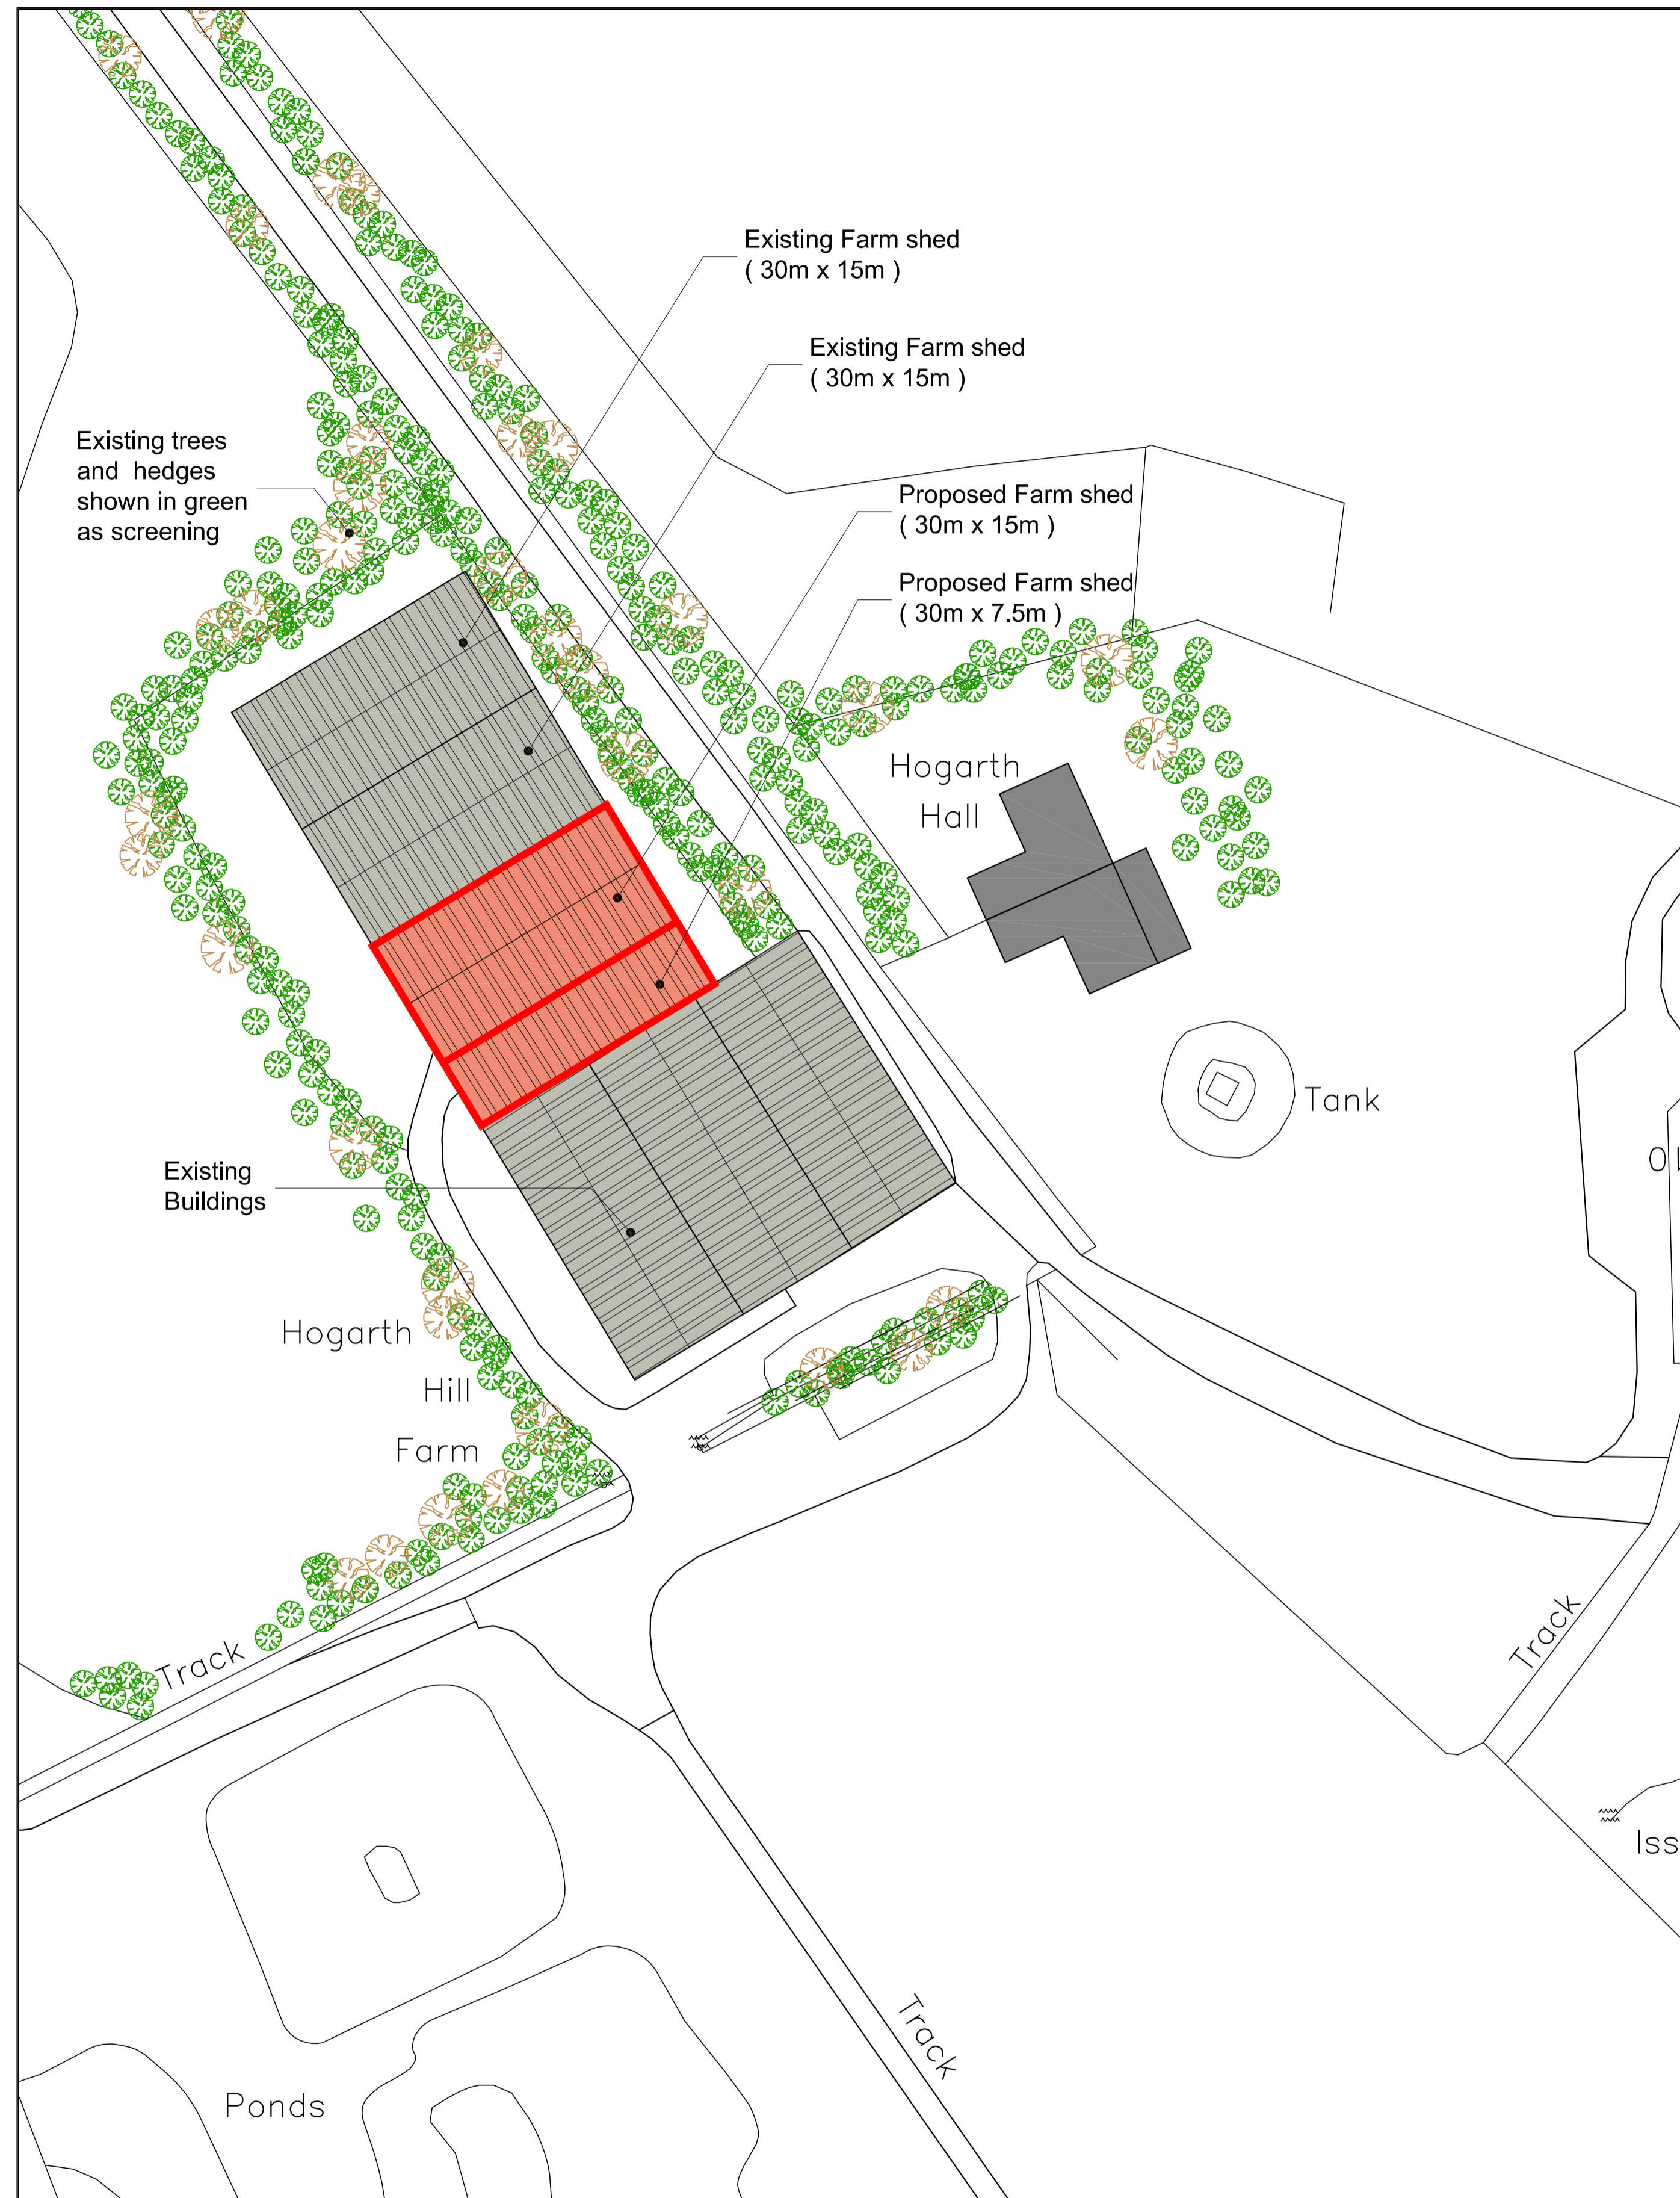 Existing Farm shed
( 30m x 15m )
Existing Farm shed
( 30m x 15m )
Existing trees
and hedges
shown in green
as screening
Proposed Farm shed
( 30m x 15m )
Proposed Farm shed
( 30m x 7.5m )
Hogarth
Hall
Tank
Existing
Buildings
Hogarth
Hill
Farm
Track
Track
Iss
Track
Ponds